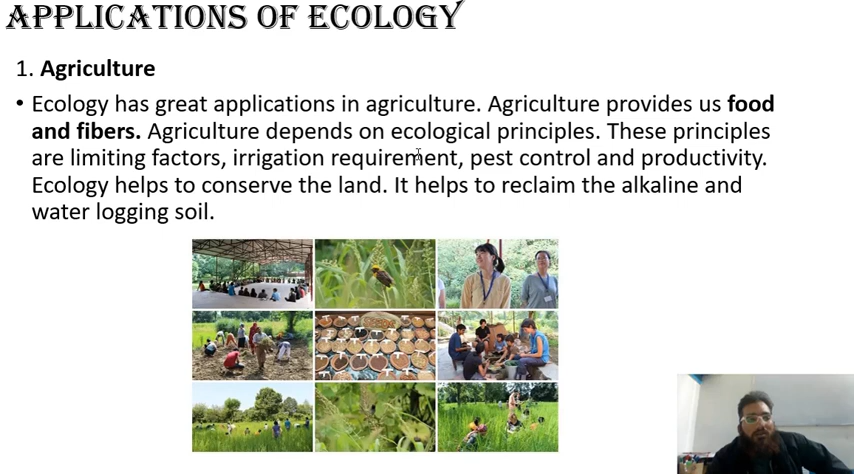 APPLICATIONS OF ECOLOGY
1. Agriculture
• Ecology has great applications in agriculture. Agriculture provides us food
and fibers. Agriculture depends on ecological principles. These principles
are limiting factors, irrigation requirement, pest control and productivity.
Ecology helps to conserve the land. It helps to reclaim the alkaline and
water logging soil.